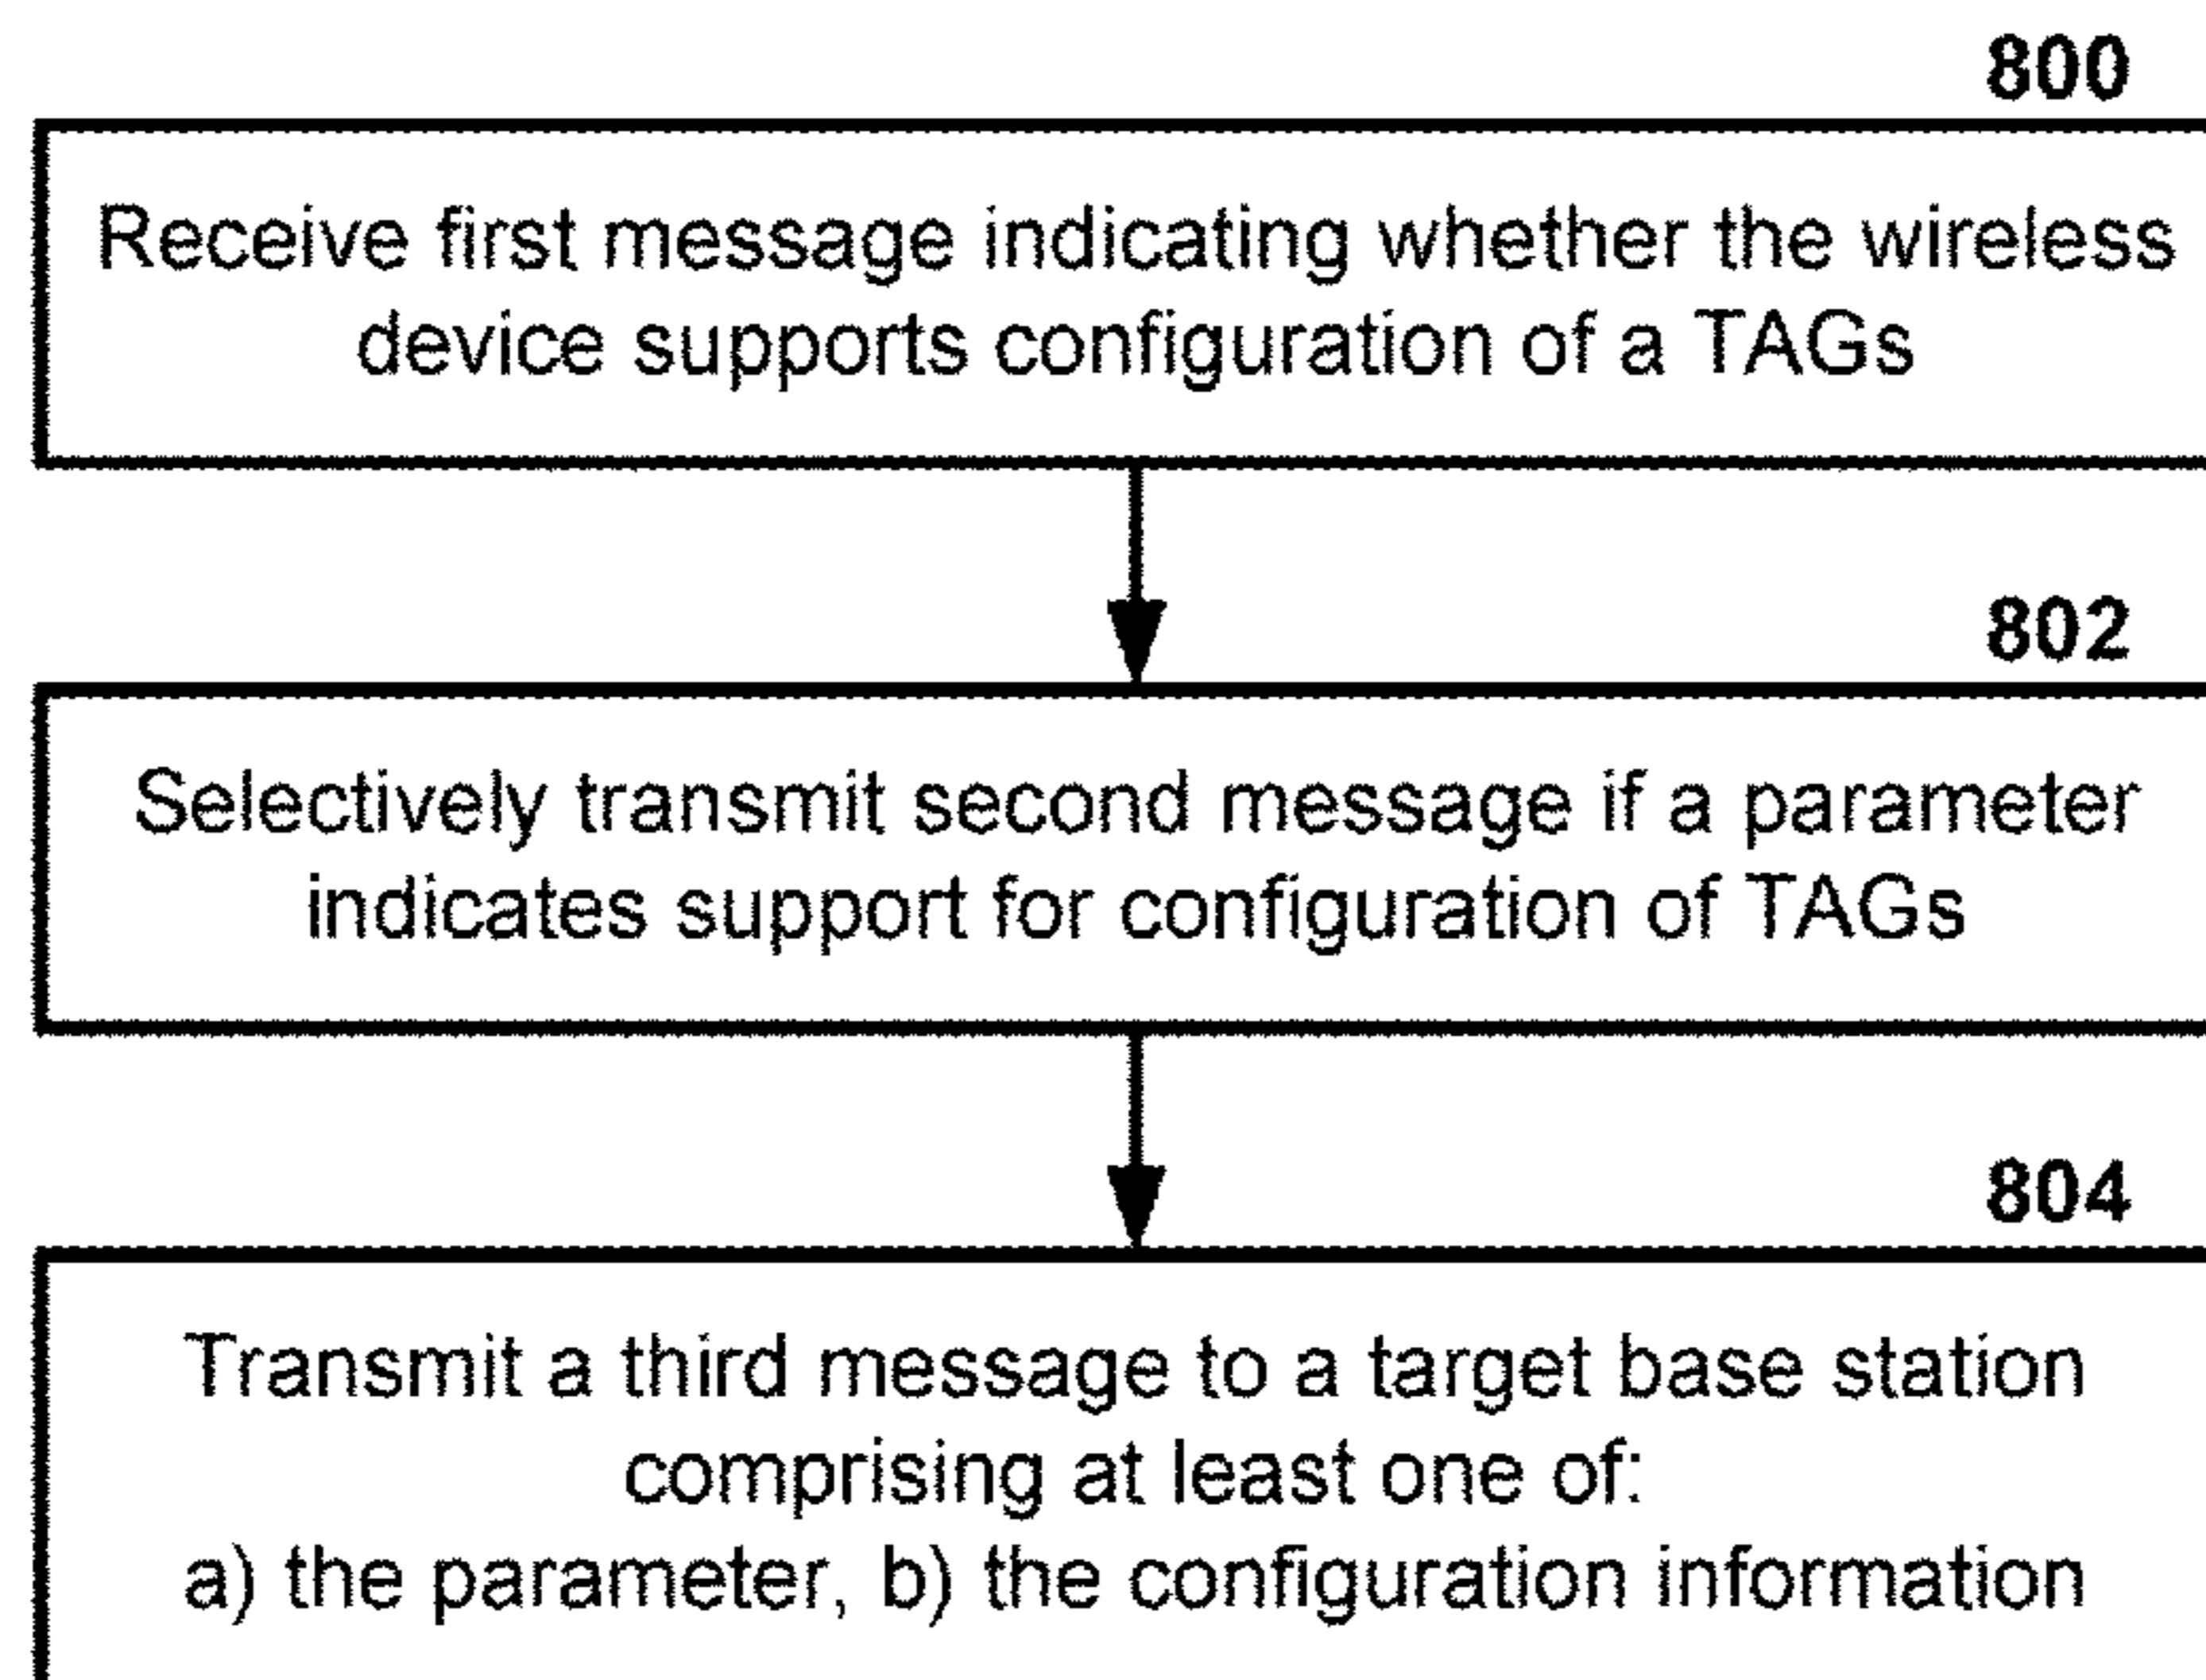 800
Receive first message indicating whether the wireless
device supports configuration of a TAGs
802
Selectively transmit second message if a parameter
indicates support for configuration of TAGs
804
Transmit a third message to a target base station
comprising at least one of:
a) the parameter, b) the configuration information